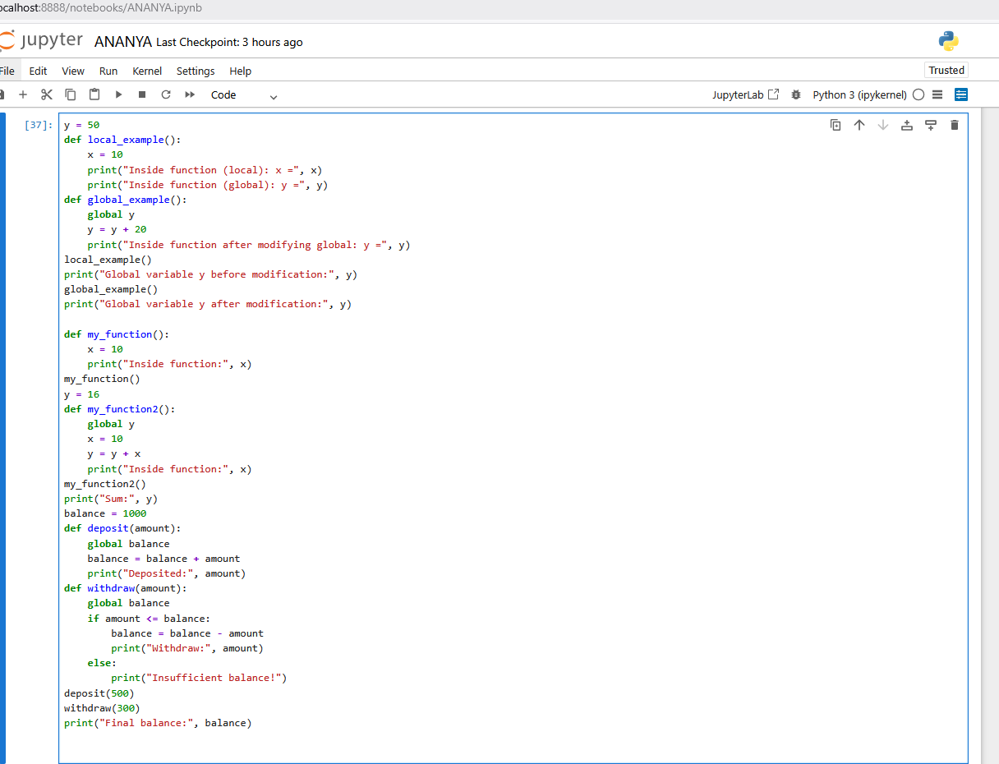 ocalhost:8888/notebooks/ANANYA.ipynb
jupyter ANANYA Last Checkpoint: 3 hours ago
File Edit View Run Kernel Settings Help Trusted
Code JupyterLab Python 3 (ipykernel)
[37]:
y = 50
def local_example():
    x = 10
    print("Inside function (local): x =", x)
    print("Inside function (global): y =", y)
def global_example():
    global y
    y = y + 20
    print("Inside function after modifying global: y =", y)
local_example()
print("Global variable y before modification:", y)
global_example()
print("Global variable y after modification:", y)

def my_function():
    x = 10
    print("Inside function:", x)
my_function()
y = 16
def my_function2():
    global y
    x = 10
    y = y + x
    print("Inside function:", x)
my_function2()
print("Sum:", y)
balance = 1000
def deposit(amount):
    global balance
    balance = balance + amount
    print("Deposited:", amount)
def withdraw(amount):
    global balance
    if amount <= balance:
        balance = balance - amount
        print("Withdraw:", amount)
    else:
        print("Insufficient balance!")
deposit(500)
withdraw(300)
print("Final balance:", balance)